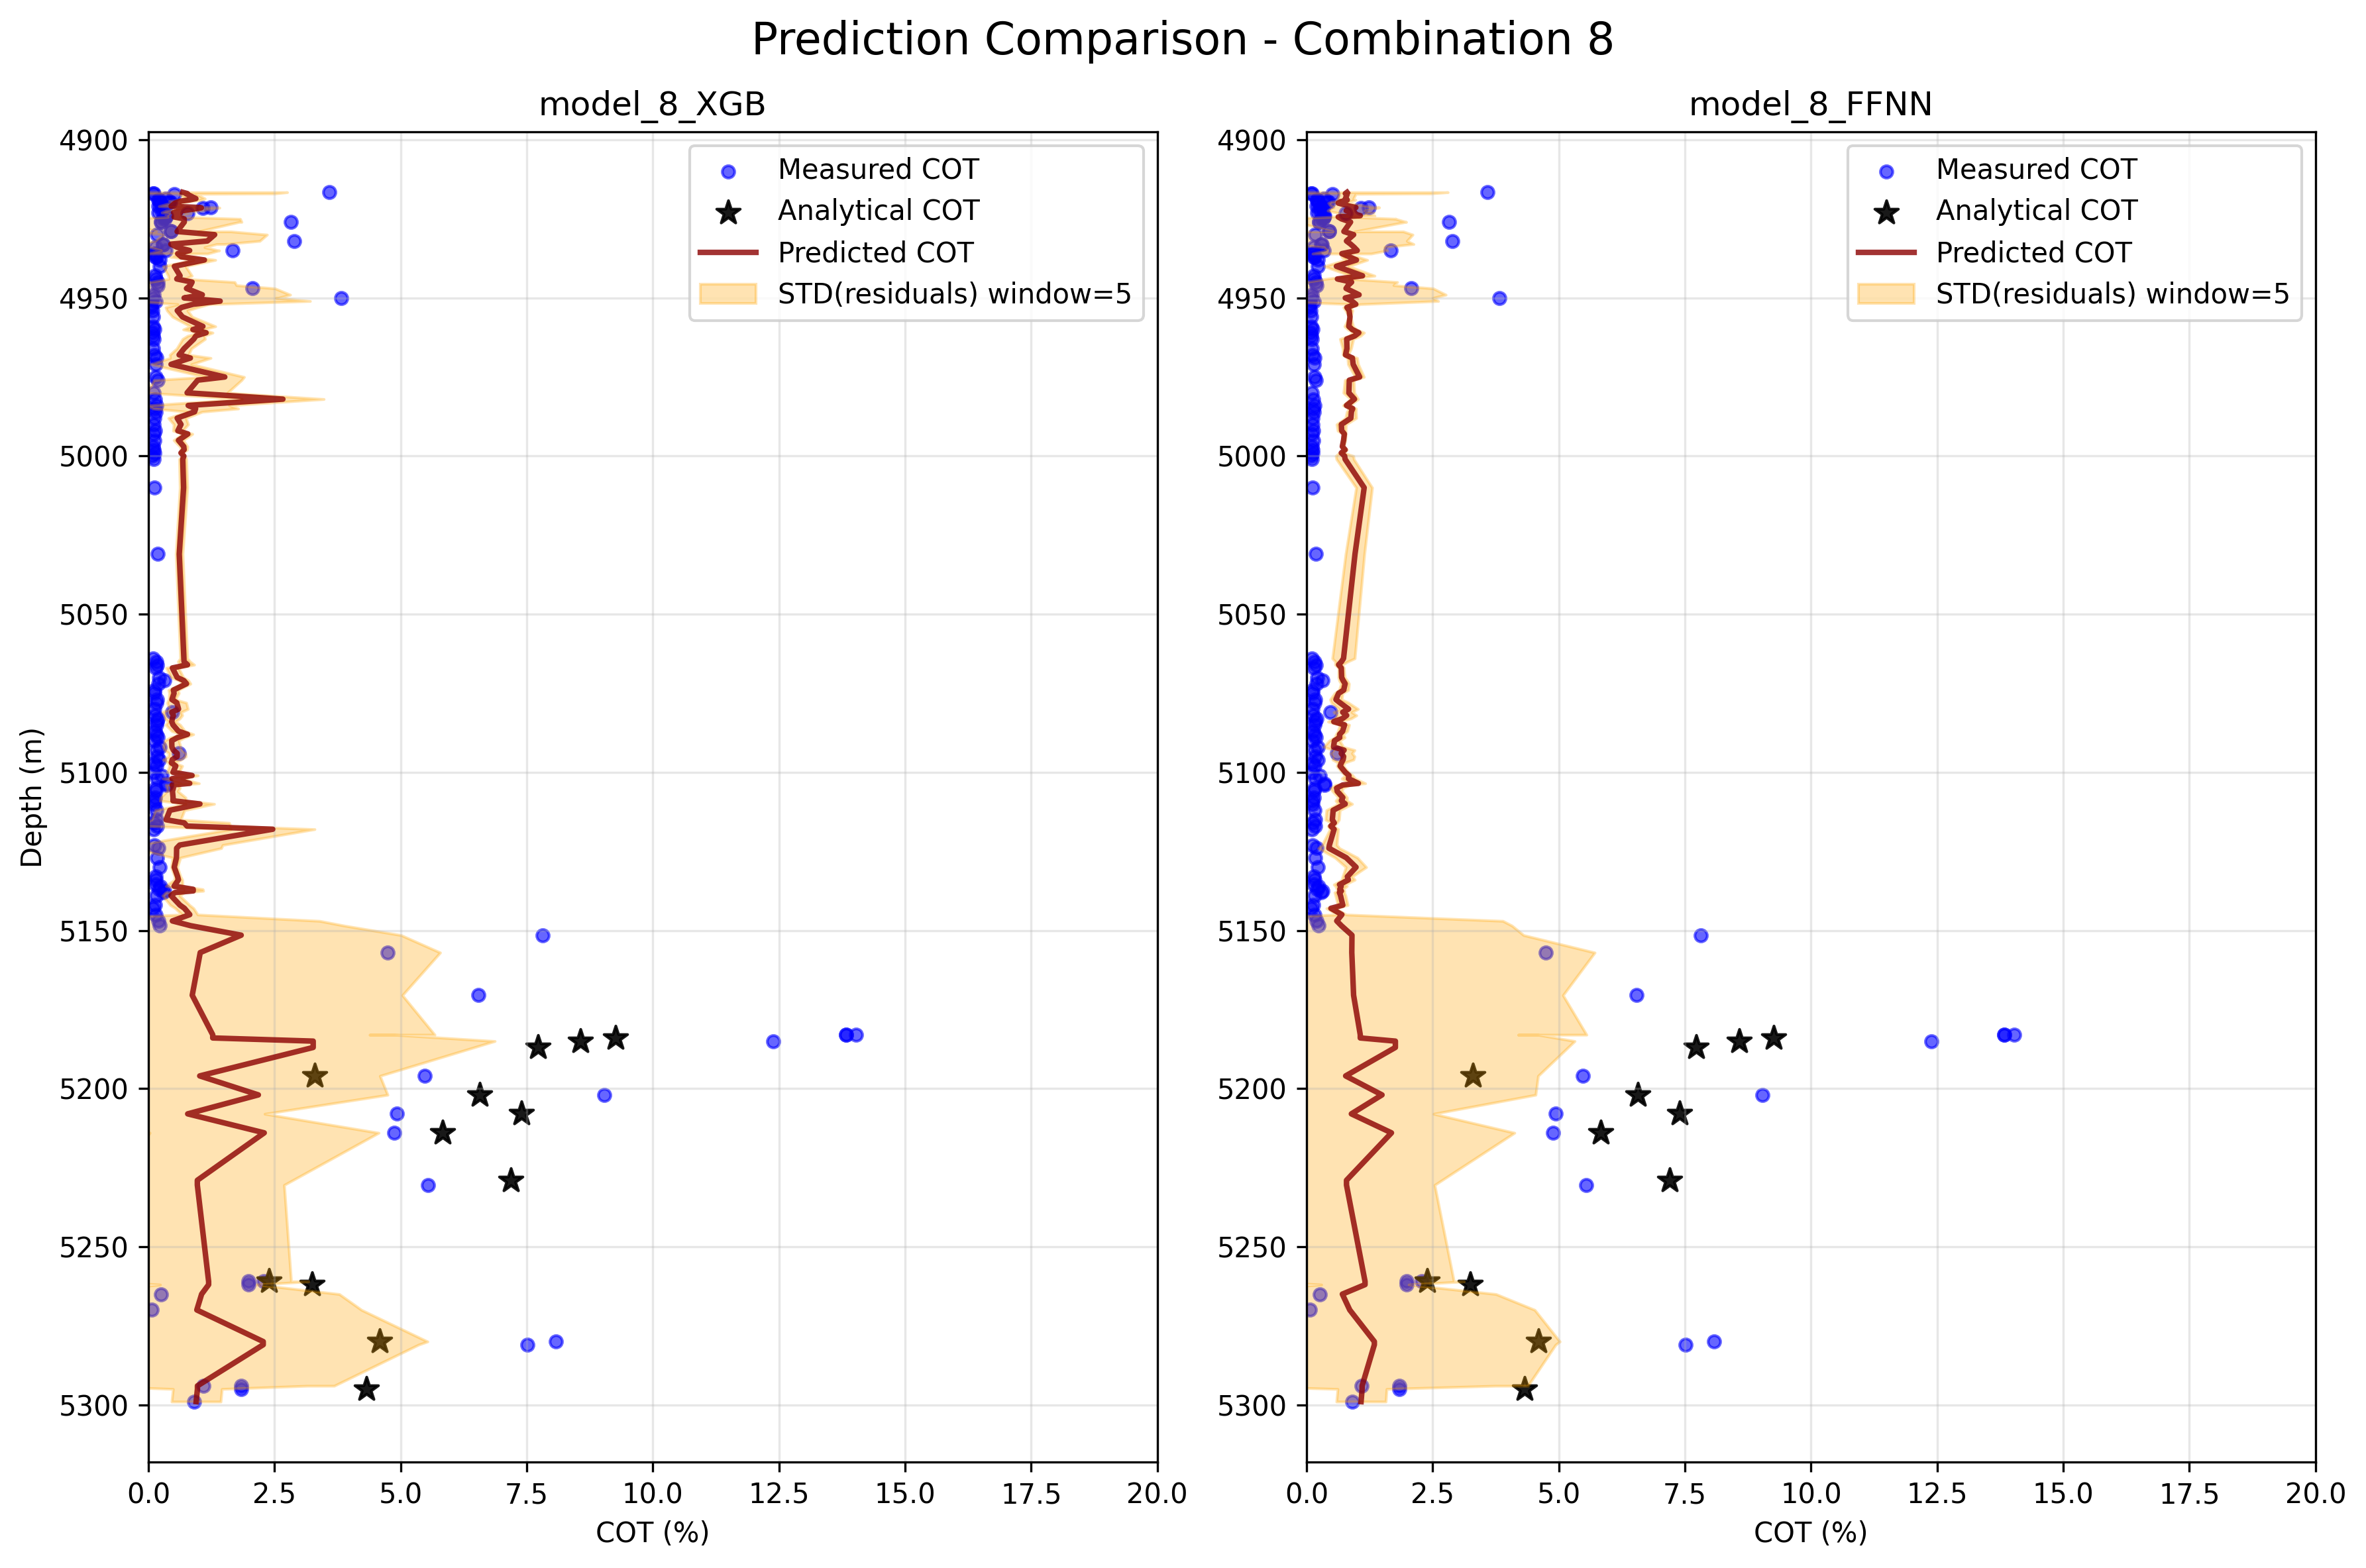 Prediction Comparison - Combination 8
model_8_XGB
4900
4950
5000
5050
5100
5150
5200
5250
5300
Depth (m)
0.0 2.5 5.0 7.5 10.0 12.5 15.0 17.5 20.0
COT (%)
Measured COT
Analytical COT
Predicted COT
STD(residuals) window=5
model_8_FFNN
4900
4950
5000
5050
5100
5150
5200
5250
5300
0.0 2.5 5.0 7.5 10.0 12.5 15.0 17.5 20.0
COT (%)
Measured COT
Analytical COT
Predicted COT
STD(residuals) window=5